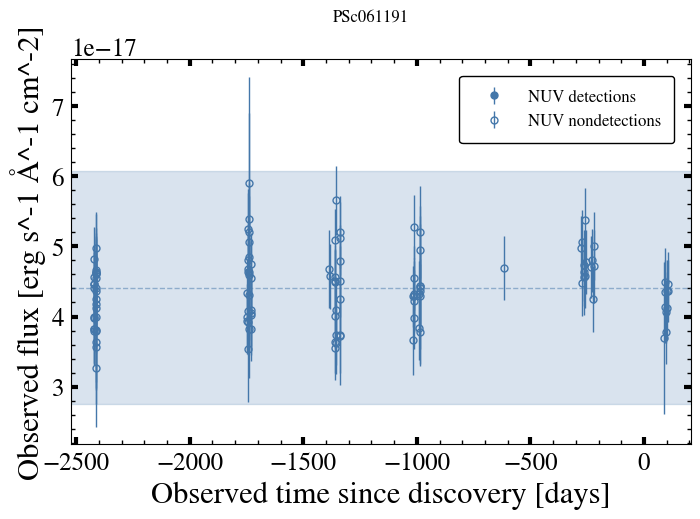 PSc061191
1e−17
NUV detections
NUV nondetections
7
6
5
4
3
Observed flux [erg s^-1 Å^-1 cm^-2]
−2500 −2000 −1500 −1000 −500 0
Observed time since discovery [days]